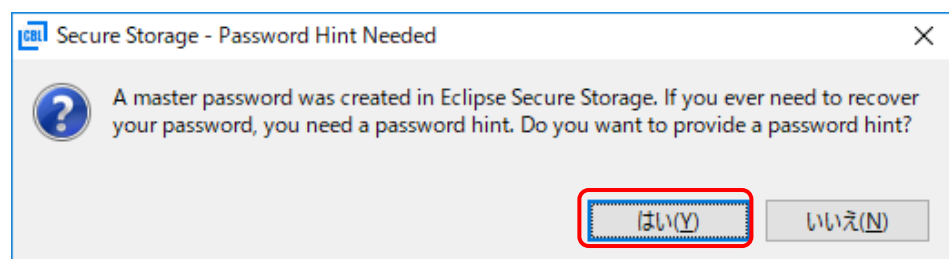 CBL Secure Storage - Password Hint Needed
A master password was created in Eclipse Secure Storage. If you ever need to recover
your password, you need a password hint. Do you want to provide a password hint?
はい(Y) いいえ(N)